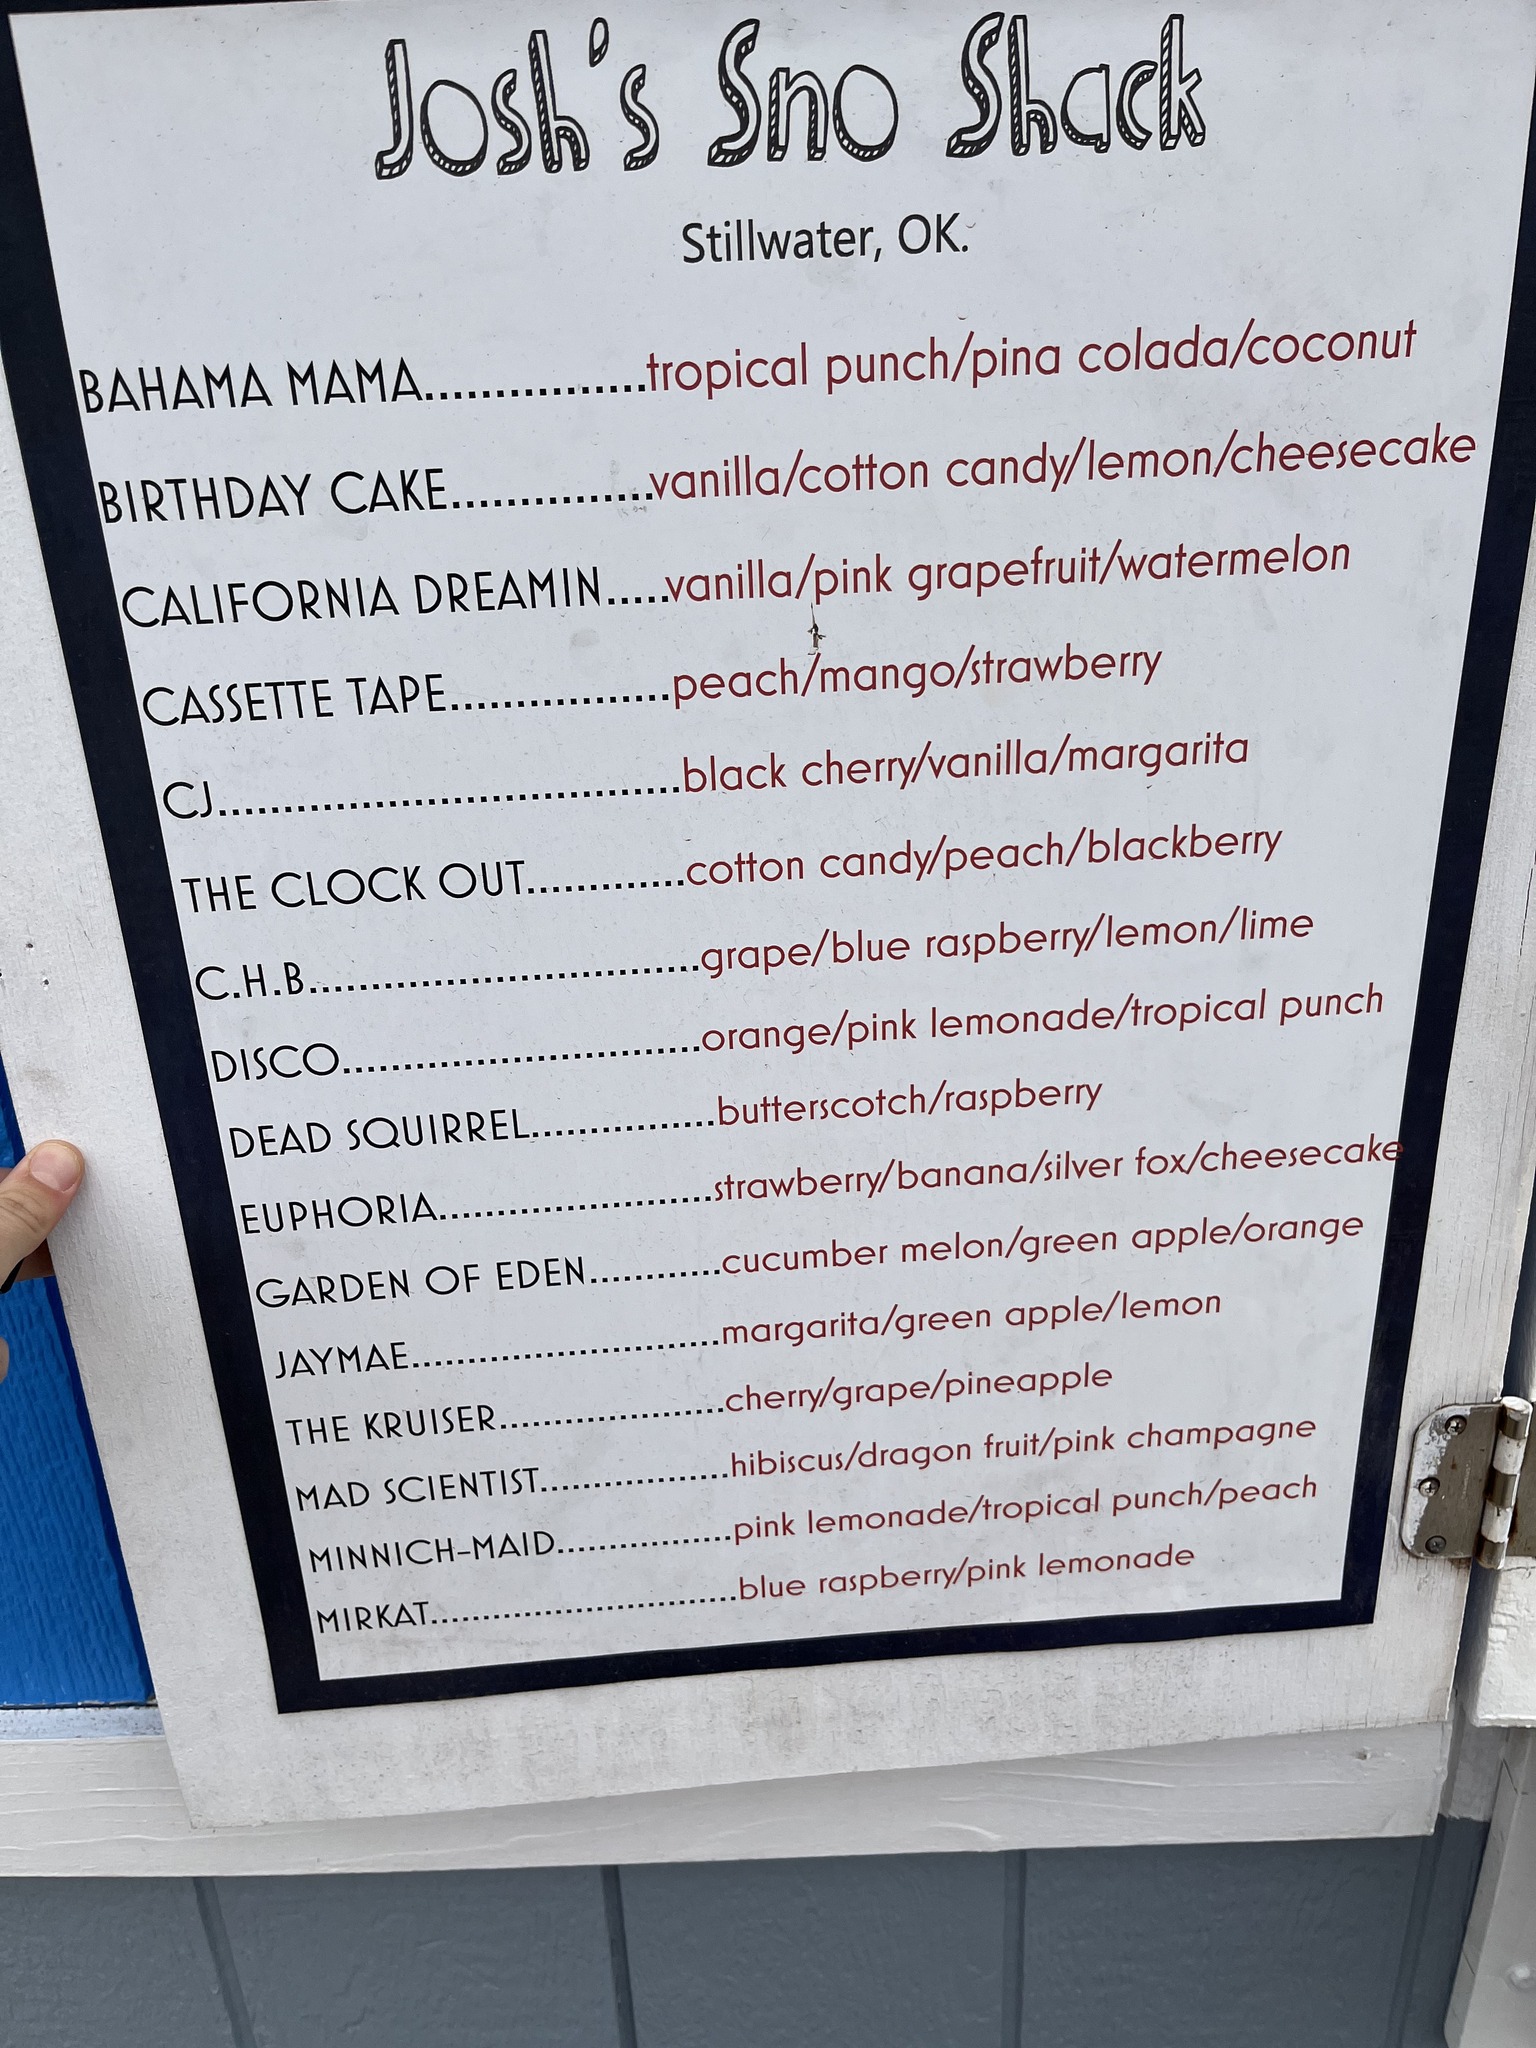 Josh's Sno Shack
Stillwater, OK.
BAHAMA MAMA................tropical punch/pina colada/coconut
BIRTHDAY CAKE................vanilla/cotton candy/lemon/cheesecake
CALIFORNIA DREAMIN.....vanilla/pink grapefruit/watermelon
CASSETTE TAPE.................peach/mango/strawberry
CJ....................................black cherry/vanilla/margarita
THE CLOCK OUT.............cotton candy/peach/blackberry
C.H.B................................grape/blue raspberry/lemon/lime
DISCO..............................orange/pink lemonade/tropical punch
DEAD SQUIRREL................butterscotch/raspberry
EUPHORIA........................strawberry/banana/silver fox/cheesecake
GARDEN OF EDEN............cucumber melon/green apple/orange
JAYMAE...........................margarita/green apple/lemon
THE KRUISER....................cherry/grape/pineapple
MAD SCIENTIST.................hibiscus/dragon fruit/pink champagne
MINNICH-MAID................pink lemonade/tropical punch/peach
MIRKAT.............................blue raspberry/pink lemonade